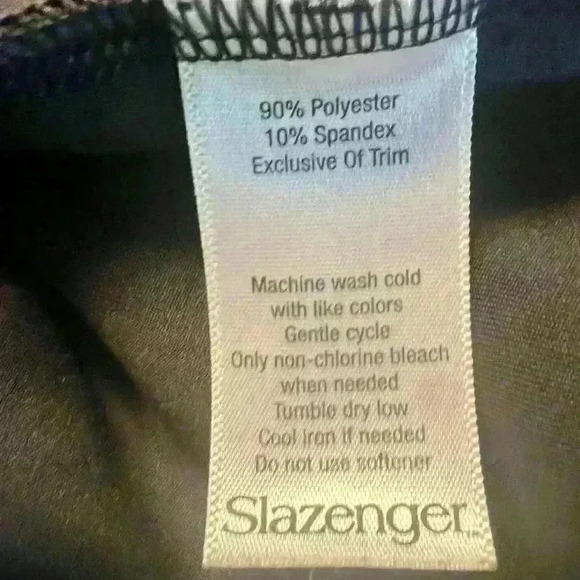 90% Polyester
10% Spandex
Exclusive Of Trim
Machine wash cold
with like colors
Gentle cycle
Only non-chlorine bleach
when needed
Tumble dry low
Cool iron if needed
Do not use softener
Slazenger™